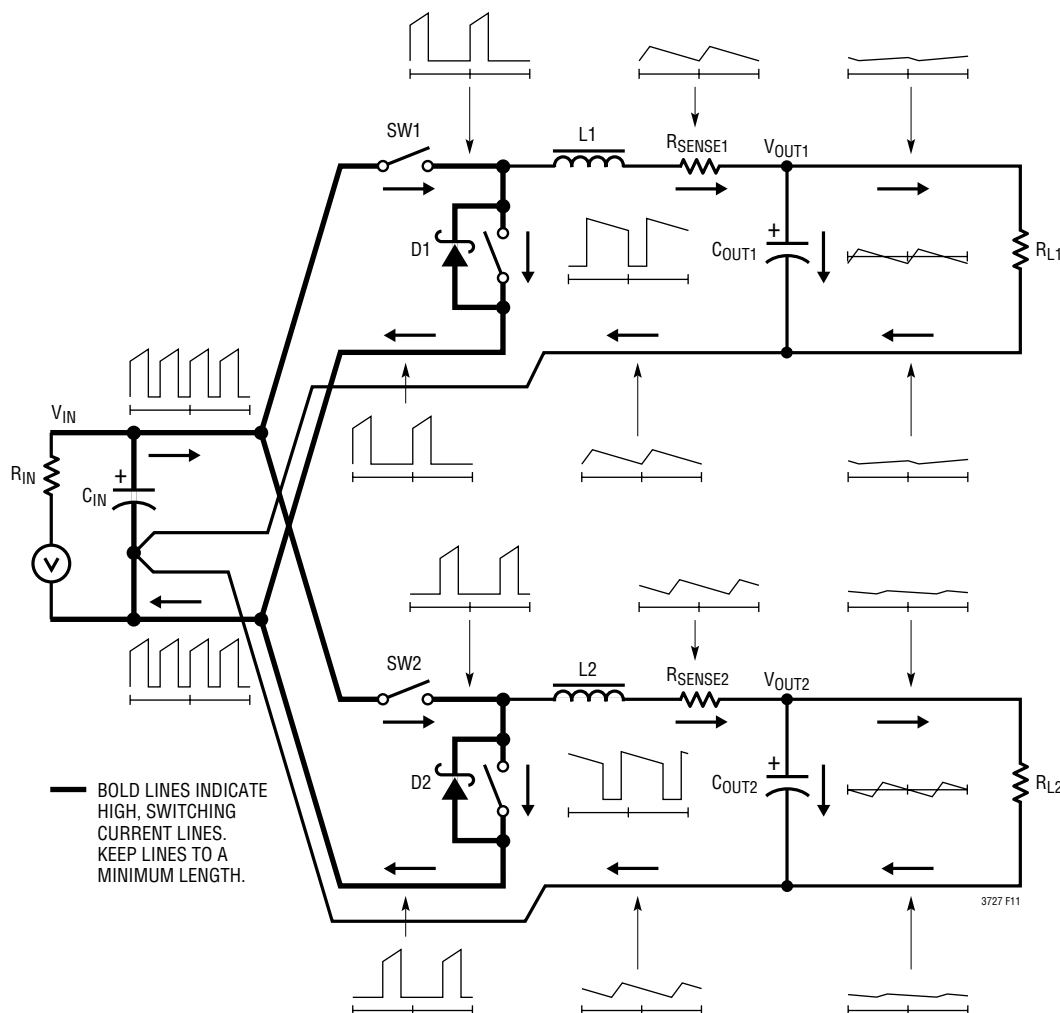 SW1
L1
RSENSE1
VOUT1
D1
COUT1
+
RL1
VIN
RIN
CIN
+
V
SW2
L2
RSENSE2
VOUT2
D2
COUT2
+
RL2
BOLD LINES INDICATE
HIGH, SWITCHING
CURRENT LINES.
KEEP LINES TO A
MINIMUM LENGTH.
3727 F11